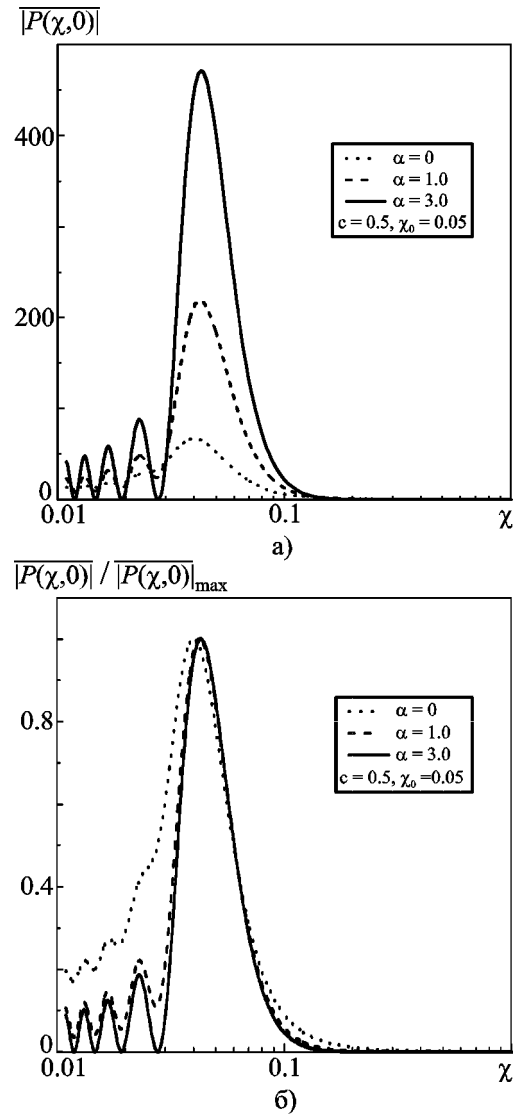 |P(χ,0)|
400
200
0
α = 0
α = 1.0
α = 3.0
c = 0.5, χ₀ = 0.05
0.01
0.1
χ
а)
|P(χ,0)| / |P(χ,0)|max
0.8
0.4
0
α = 0
α = 1.0
α = 3.0
c = 0.5, χ₀ =0.05
0.01
0.1
χ
б)